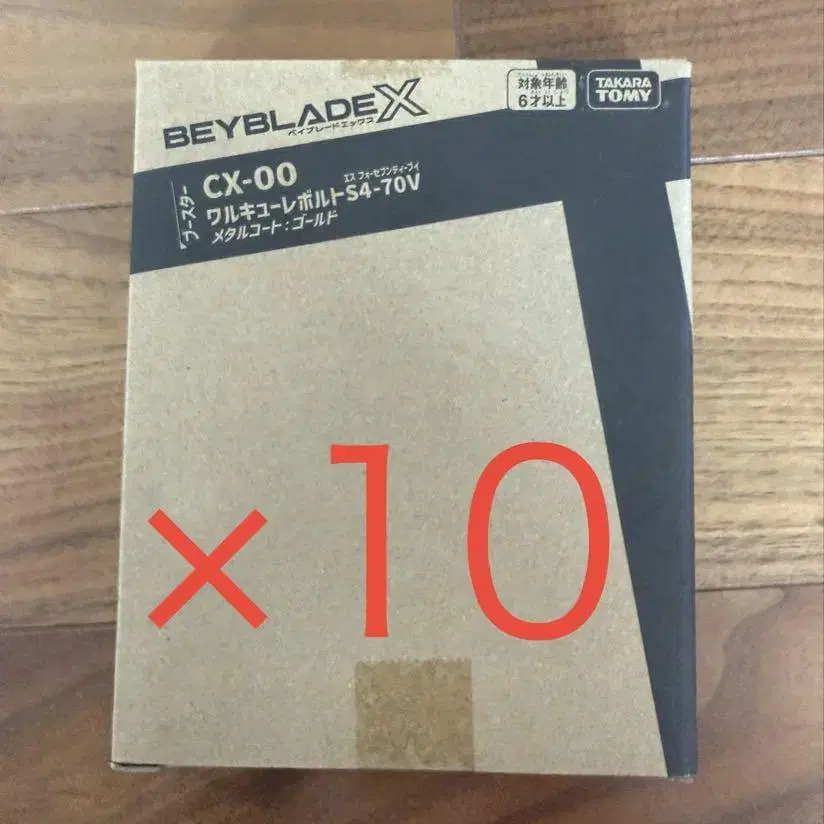 BEYBLADE X
ベイブレードエックス
対象年齢
6才以上
TAKARA
TOMY
ブースター
CX-00
エス フォーセブンティーブイ
ワルキューレボルトS4-70V
メタルコート:ゴールド
×10